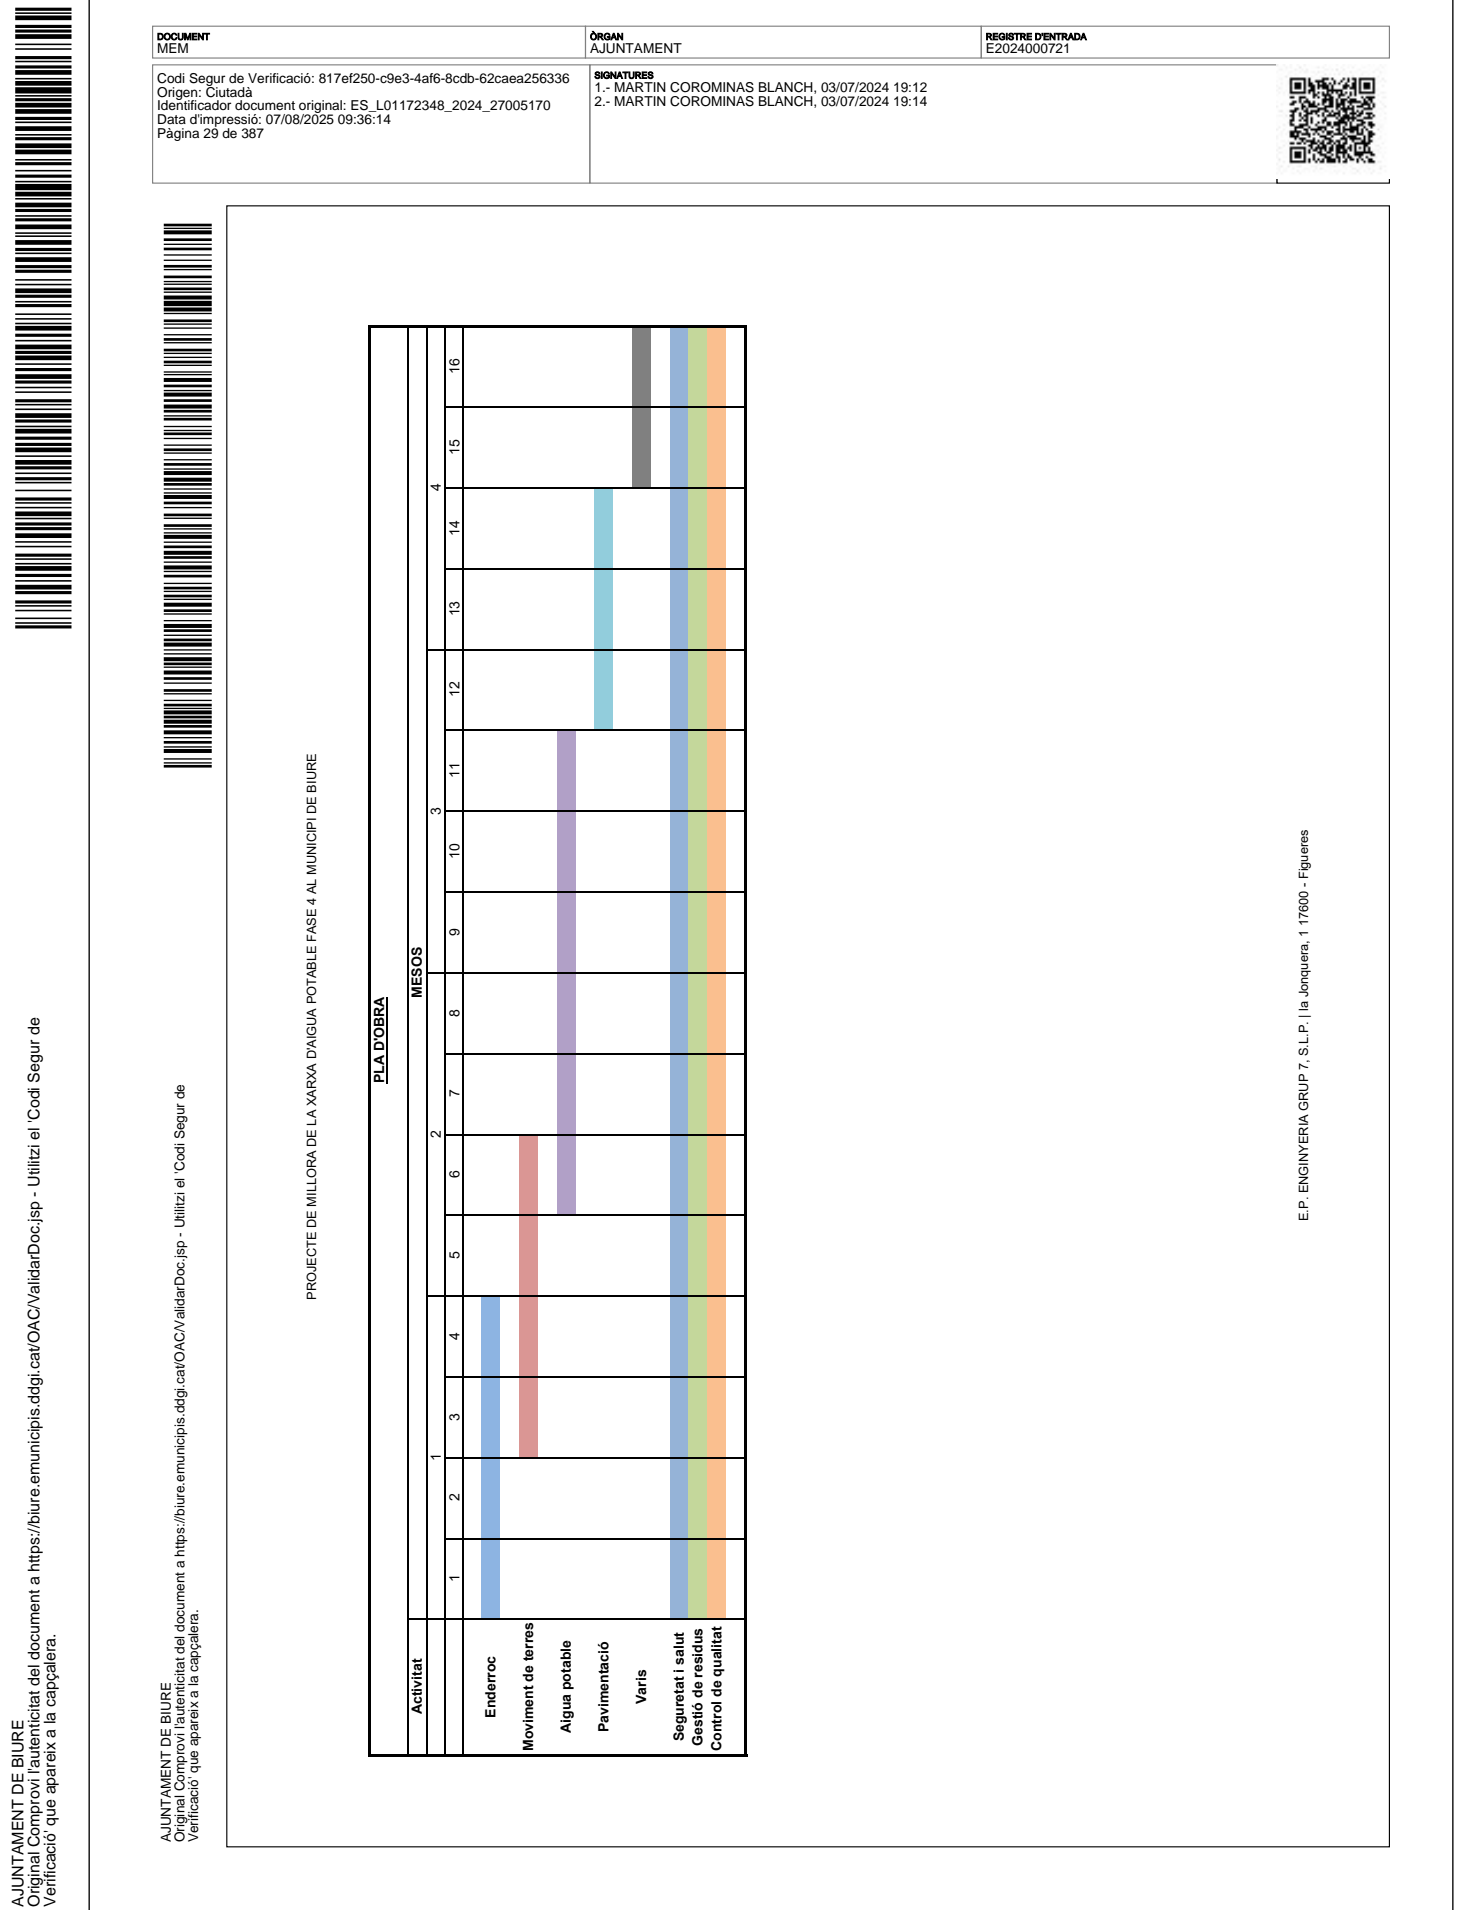 DOCUMENT
MEM
ÒRGAN
AJUNTAMENT
REGISTRE D'ENTRADA
E2024000721
Codi Segur de Verificació: 817ef250-c9e3-4af6-8cdb-62caea256336
Origen: Ciutadà
Identificador document original: ES_L01172348_2024_27005170
Data d'impressió: 07/08/2025 09:36:14
Pàgina 29 de 387
SIGNATURES
1.- MARTIN COROMINAS BLANCH, 03/07/2024 19:12
2.- MARTIN COROMINAS BLANCH, 03/07/2024 19:14
PROJECTE DE MILLORA DE LA XARXA D'AIGUA POTABLE FASE 4 AL MUNICIPI DE BIURE
PLA D'OBRA
Activitat MESOS
1 2 3 4
1 2 3 4 5 6 7 8 9 10 11 12 13 14 15 16
Enderroc
Moviment de terres
Aigua potable
Pavimentació
Varis
Seguretat i salut
Gestió de residus
Control de qualitat
E.P. ENGINYERIA GRUP 7, S.L.P. | la Jonquera, 1 17600 - Figueres
AJUNTAMENT DE BIURE
Original Comprovi l'autenticitat del document a https://biure.emunicipis.ddgi.cat/OAC/ValidarDoc.jsp - Utilitzi el 'Codi Segur de
Verificació' que apareix a la capçalera.
AJUNTAMENT DE BIURE
Original Comprovi l'autenticitat del document a https://biure.emunicipis.ddgi.cat/OAC/ValidarDoc.jsp - Utilitzi el 'Codi Segur de
Verificació' que apareix a la capçalera.